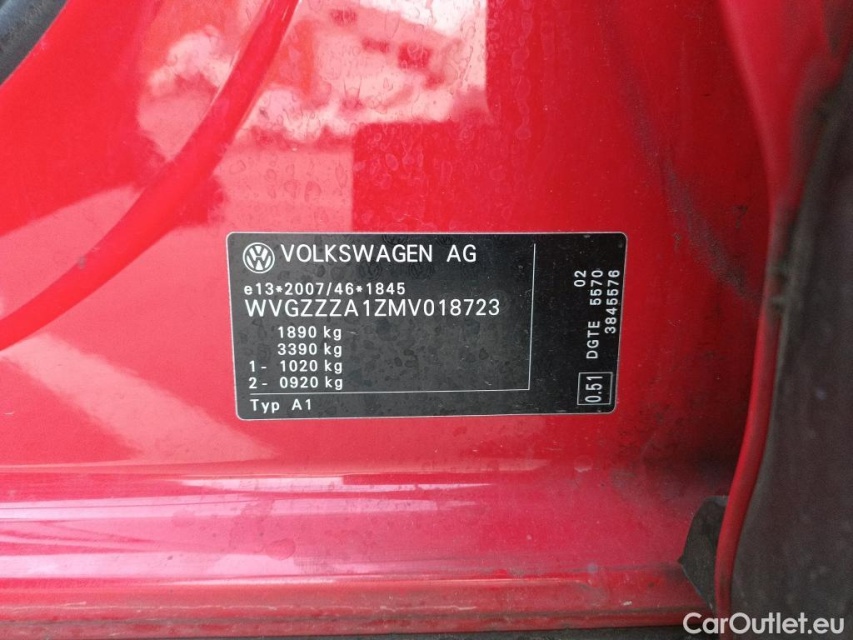 VOLKSWAGEN AG
e13*2007/46*1845
WVGZZZA1ZMV018723
1890 kg
3390 kg
1- 1020 kg
2- 0920 kg
Typ A1
0.51
DGTE 5570 02
3845576
CarOutlet.eu